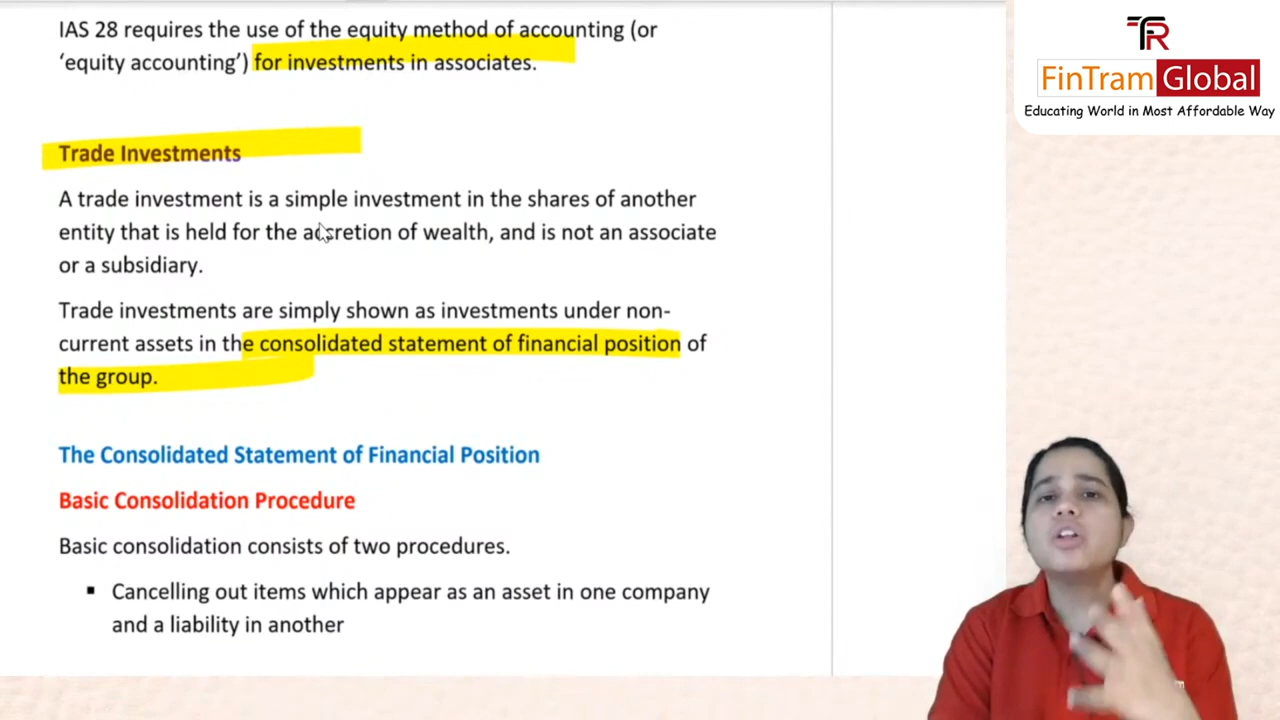 IAS 28 requires the use of the equity method of accounting (or
‘equity accounting’) for investments in associates.
Trade Investments
A trade investment is a simple investment in the shares of another
entity that is held for the accretion of wealth, and is not an associate
or a subsidiary.
Trade investments are simply shown as investments under non-
current assets in the consolidated statement of financial position of
the group.
The Consolidated Statement of Financial Position
Basic Consolidation Procedure
Basic consolidation consists of two procedures.
▪ Cancelling out items which appear as an asset in one company
and a liability in another
FinTram Global
Educating World in Most Affordable Way